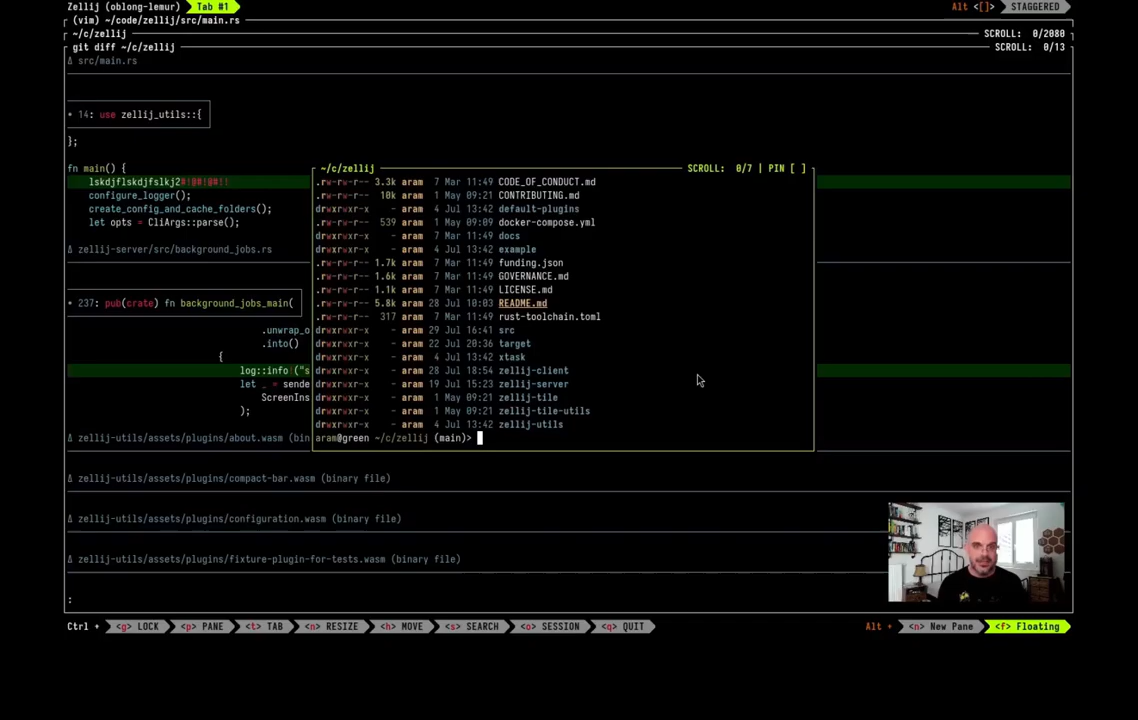 Zellij (oblong-lemur) Tab #1 Alt <[]> STAGGERED
(vim) ~/code/zellij/src/main.rs
~/c/zellij SCROLL: 0/2080
git diff ~/c/zellij SCROLL: 0/13
Δ src/main.rs
• 14: use zellij_utils::{
};
fn main() {
~/c/zellij SCROLL: 0/7 | PIN [ ]
lskdjflskdjfslkj2#!@#!@#!! .rw-rw-r-- 3.3k aram 7 Mar 11:49 CODE_OF_CONDUCT.md
configure_logger(); .rw-rw-r-- 10k aram 1 May 09:21 CONTRIBUTING.md
create_config_and_cache_folders(); drwxrwxr-x - aram 4 Jul 13:42 default-plugins
let opts = CliArgs::parse(); .rw-rw-r-- 539 aram 1 May 09:09 docker-compose.yml
drwxrwxr-x - aram 7 Mar 11:49 docs
Δ zellij-server/src/background_jobs.rs drwxrwxr-x - aram 4 Jul 13:42 example
.rw-rw-r-- 1.7k aram 7 Mar 11:49 funding.json
.rw-rw-r-- 1.6k aram 7 Mar 11:49 GOVERNANCE.md
.rw-rw-r-- 1.1k aram 7 Mar 11:49 LICENSE.md
• 237: pub(crate) fn background_jobs_main( .rw-rw-r-- 5.8k aram 28 Jul 10:03 README.md
.rw-rw-r-- 317 aram 7 Mar 11:49 rust-toolchain.toml
.unwrap_o drwxrwxr-x - aram 29 Jul 16:41 src
.into() drwxrwxr-x - aram 22 Jul 20:36 target
{ drwxrwxr-x - aram 4 Jul 13:42 xtask
log::info!("s drwxrwxr-x - aram 28 Jul 18:54 zellij-client
let _ = sende drwxrwxr-x - aram 19 Jul 15:23 zellij-server
ScreenIns drwxrwxr-x - aram 1 May 09:21 zellij-tile
); drwxrwxr-x - aram 1 May 09:21 zellij-tile-utils
drwxrwxr-x - aram 4 Jul 13:42 zellij-utils
Δ zellij-utils/assets/plugins/about.wasm (bin aram@green ~/c/zellij (main)>
Δ zellij-utils/assets/plugins/compact-bar.wasm (binary file)
Δ zellij-utils/assets/plugins/configuration.wasm (binary file)
Δ zellij-utils/assets/plugins/fixture-plugin-for-tests.wasm (binary file)
:
Ctrl + <g> LOCK <p> PANE <t> TAB <n> RESIZE <h> MOVE <s> SEARCH <o> SESSION <q> QUIT Alt + <n> New Pane <f> Floating